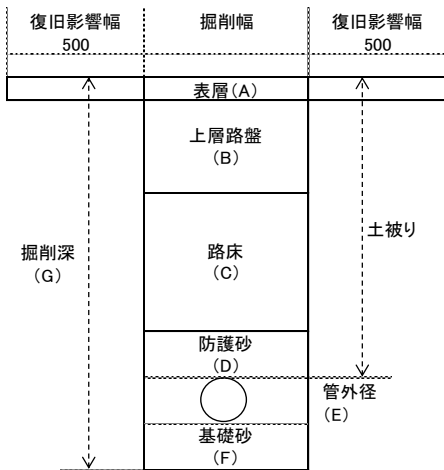 復旧影響幅
500
掘削幅
復旧影響幅
500
表層(A)
上層路盤
(B)
掘削深
(G)
路床
(C)
土被り
防護砂
(D)
管外径
(E)
基礎砂
(F)